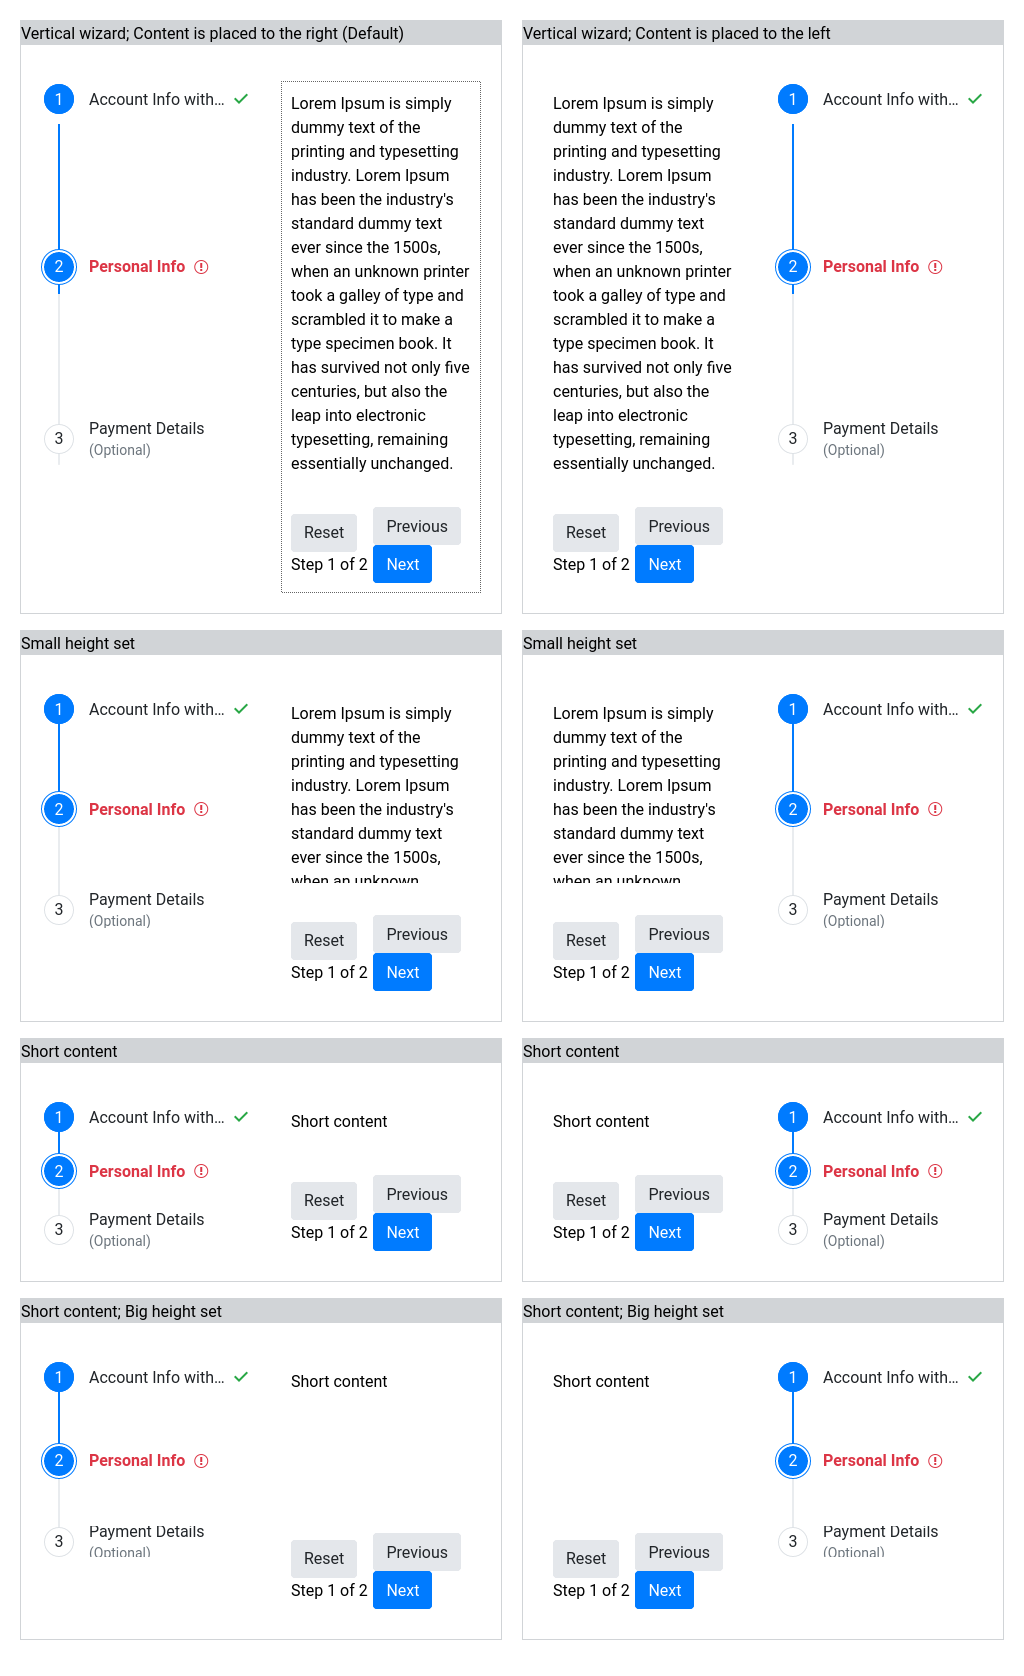 Vertical wizard; Content is placed to the right (Default)
1
Account Info with...
2
Personal Info
3
Payment Details
(Optional)
Lorem Ipsum is simply
dummy text of the
printing and typesetting
industry. Lorem Ipsum
has been the industry's
standard dummy text
ever since the 1500s,
when an unknown printer
took a galley of type and
scrambled it to make a
type specimen book. It
has survived not only five
centuries, but also the
leap into electronic
typesetting, remaining
essentially unchanged.
Reset
Previous
Step 1 of 2
Next
Vertical wizard; Content is placed to the left
Lorem Ipsum is simply
dummy text of the
printing and typesetting
industry. Lorem Ipsum
has been the industry's
standard dummy text
ever since the 1500s,
when an unknown printer
took a galley of type and
scrambled it to make a
type specimen book. It
has survived not only five
centuries, but also the
leap into electronic
typesetting, remaining
essentially unchanged.
Reset
Previous
Step 1 of 2
Next
1
Account Info with...
2
Personal Info
3
Payment Details
(Optional)
Small height set
1
Account Info with...
2
Personal Info
3
Payment Details
(Optional)
Lorem Ipsum is simply
dummy text of the
printing and typesetting
industry. Lorem Ipsum
has been the industry's
standard dummy text
ever since the 1500s,
when an unknown
Reset
Previous
Step 1 of 2
Next
Small height set
Lorem Ipsum is simply
dummy text of the
printing and typesetting
industry. Lorem Ipsum
has been the industry's
standard dummy text
ever since the 1500s,
when an unknown
Reset
Previous
Step 1 of 2
Next
1
Account Info with...
2
Personal Info
3
Payment Details
(Optional)
Short content
1
Account Info with...
2
Personal Info
3
Payment Details
(Optional)
Short content
Reset
Previous
Step 1 of 2
Next
Short content
Short content
Reset
Previous
Step 1 of 2
Next
1
Account Info with...
2
Personal Info
3
Payment Details
(Optional)
Short content; Big height set
1
Account Info with...
2
Personal Info
3
Payment Details
(Optional)
Short content
Reset
Previous
Step 1 of 2
Next
Short content; Big height set
Short content
Reset
Previous
Step 1 of 2
Next
1
Account Info with...
2
Personal Info
3
Payment Details
(Optional)